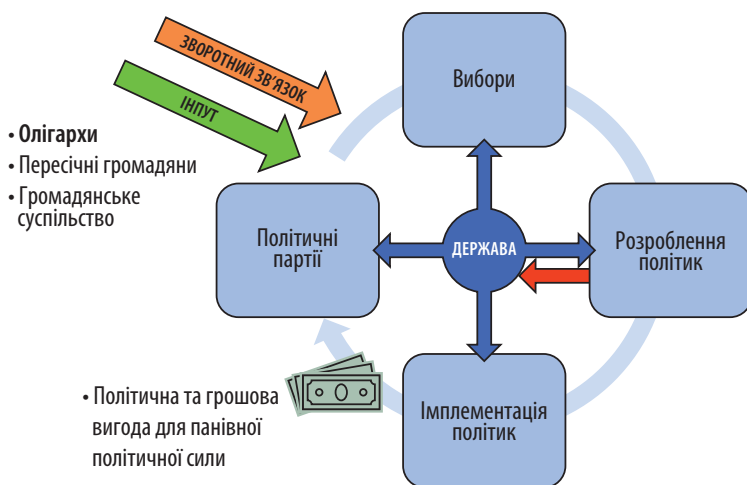 ЗВОРОТНИЙ ЗВ'ЯЗОК
ІНПУТ
• Олігархи
• Пересічні громадяни
• Громадянське
суспільство
Вибори
Політичні
партії
ДЕРЖАВА
Розроблення
політик
Імплементація
політик
• Політична та грошова
вигода для панівної
політичної сили